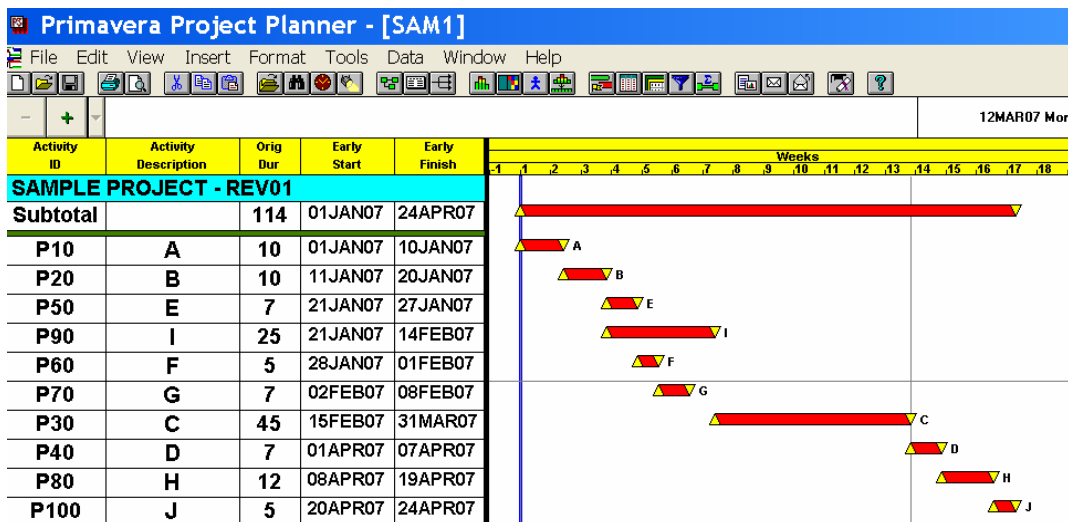 Primavera Project Planner - [SAM1]
File Edit View Insert Format Tools Data Window Help
- +
12MAR07 Mor
Activity ID Activity Description Orig Dur Early Start Early Finish
Weeks
-1 1 2 3 4 5 6 7 8 9 10 11 12 13 14 15 16 17 18
SAMPLE PROJECT - REV01
Subtotal 114 01JAN07 24APR07
P10 A 10 01JAN07 10JAN07 A
P20 B 10 11JAN07 20JAN07 B
P50 E 7 21JAN07 27JAN07 E
P90 I 25 21JAN07 14FEB07 I
P60 F 5 28JAN07 01FEB07 F
P70 G 7 02FEB07 08FEB07 G
P30 C 45 15FEB07 31MAR07 C
P40 D 7 01APR07 07APR07 D
P80 H 12 08APR07 19APR07 H
P100 J 5 20APR07 24APR07 J